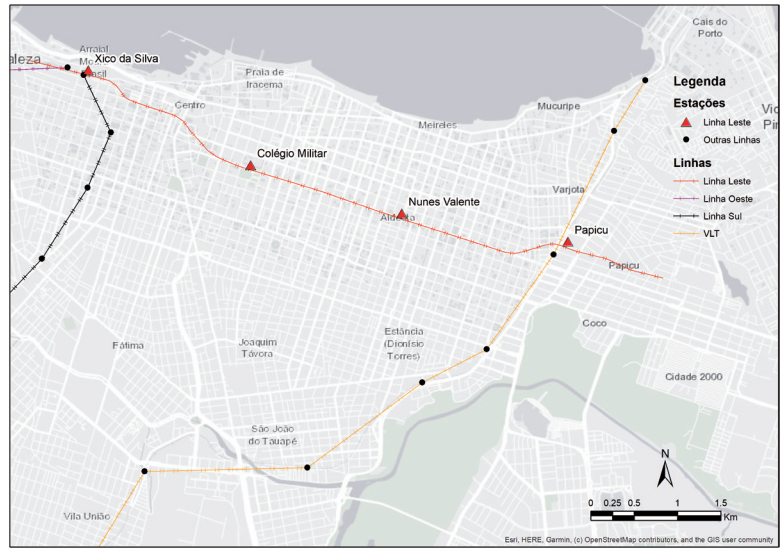 Cais do
Porto
Arraial
Xico da Silva
aleza
Praia de
Iracema
Legenda
Estações
Centro
Mucuripe
Linha Leste
Meireles
Outras Linhas
Colégio Militar
Linhas
Linha Leste
Varjota
Nunes Valente
Linha Oeste
Linha Sul
Papicu
VLT
Papicu
Coco
Estância
(Dionísio
Torres)
Fátima
Joaquim
Távora
Cidade 2000
São João
do Tauapé
N
Vila União
0 0.25 0.5 1 1.5
Km
Esri, HERE, Garmin, (c) OpenStreetMap contributors, and the GIS user community